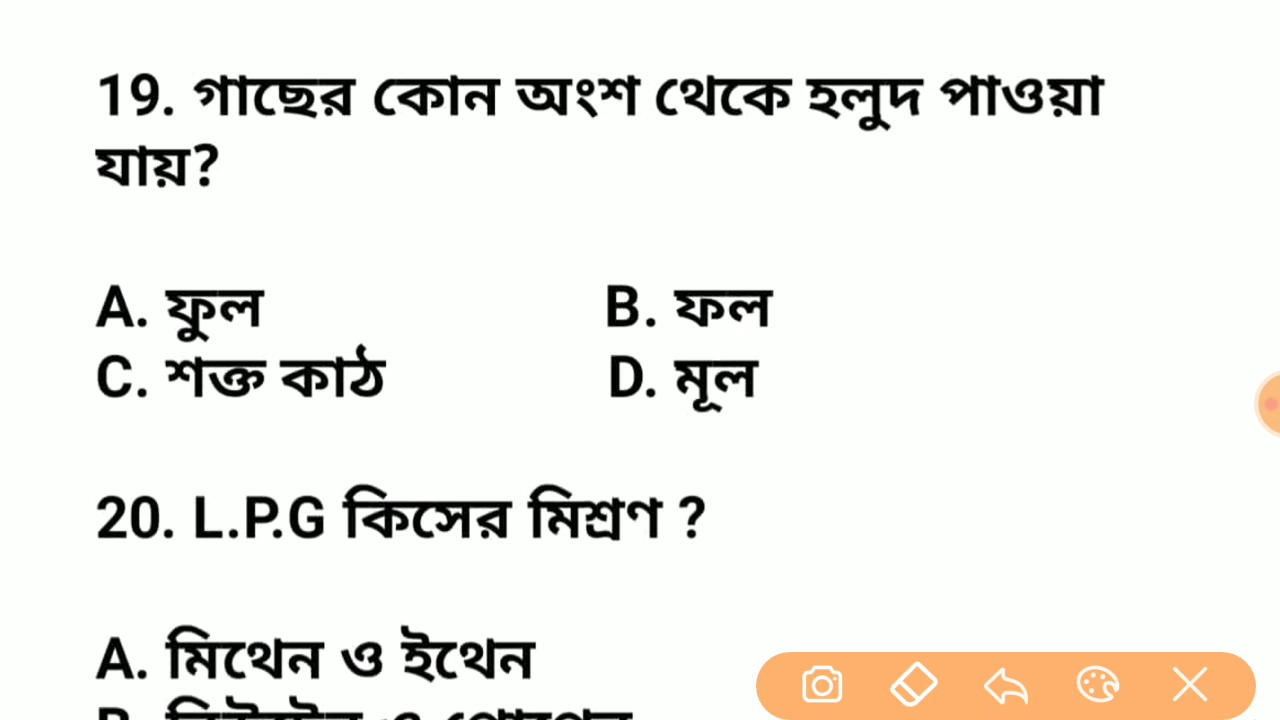 19. গাছের কোন অংশ থেকে হলুদ পাওয়া
যায়?
A. ফুল B. ফল
C. শক্ত কাঠ D. মূল
20. L.P.G কিসের মিশ্রণ ?
A. মিথেন ও ইথেন